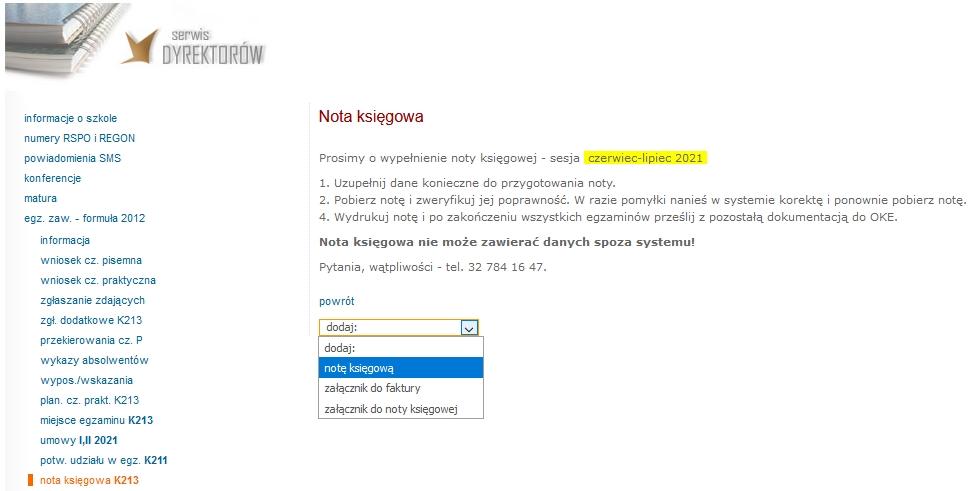 serwis
DYREKTORÓW
informacje o szkole
numery RSPO i REGON
powiadomienia SMS
konferencje
matura
egz. zaw. - formuła 2012
informacja
wniosek cz. pisemna
wniosek cz. praktyczna
zgłaszanie zdających
zgł. dodatkowe K213
przekierowania cz. P
wykazy absolwentów
wypos./wskazania
plan. cz. prakt. K213
miejsce egzaminu K213
umowy I,II 2021
potw. udziału w egz. K211
nota księgowa K213
Nota księgowa
Prosimy o wypełnienie noty księgowej - sesja czerwiec-lipiec 2021
1. Uzupełnij dane konieczne do przygotowania noty.
2. Pobierz notę i zweryfikuj jej poprawność. W razie pomyłki nanieś w systemie korektę i ponownie pobierz notę.
4. Wydrukuj notę i po zakończeniu wszystkich egzaminów prześlij z pozostałą dokumentacją do OKE.
Nota księgowa nie może zawierać danych spoza systemu!
Pytania, wątpliwości - tel. 32 784 16 47.
powrót
dodaj:
dodaj:
notę księgową
załącznik do faktury
załącznik do noty księgowej